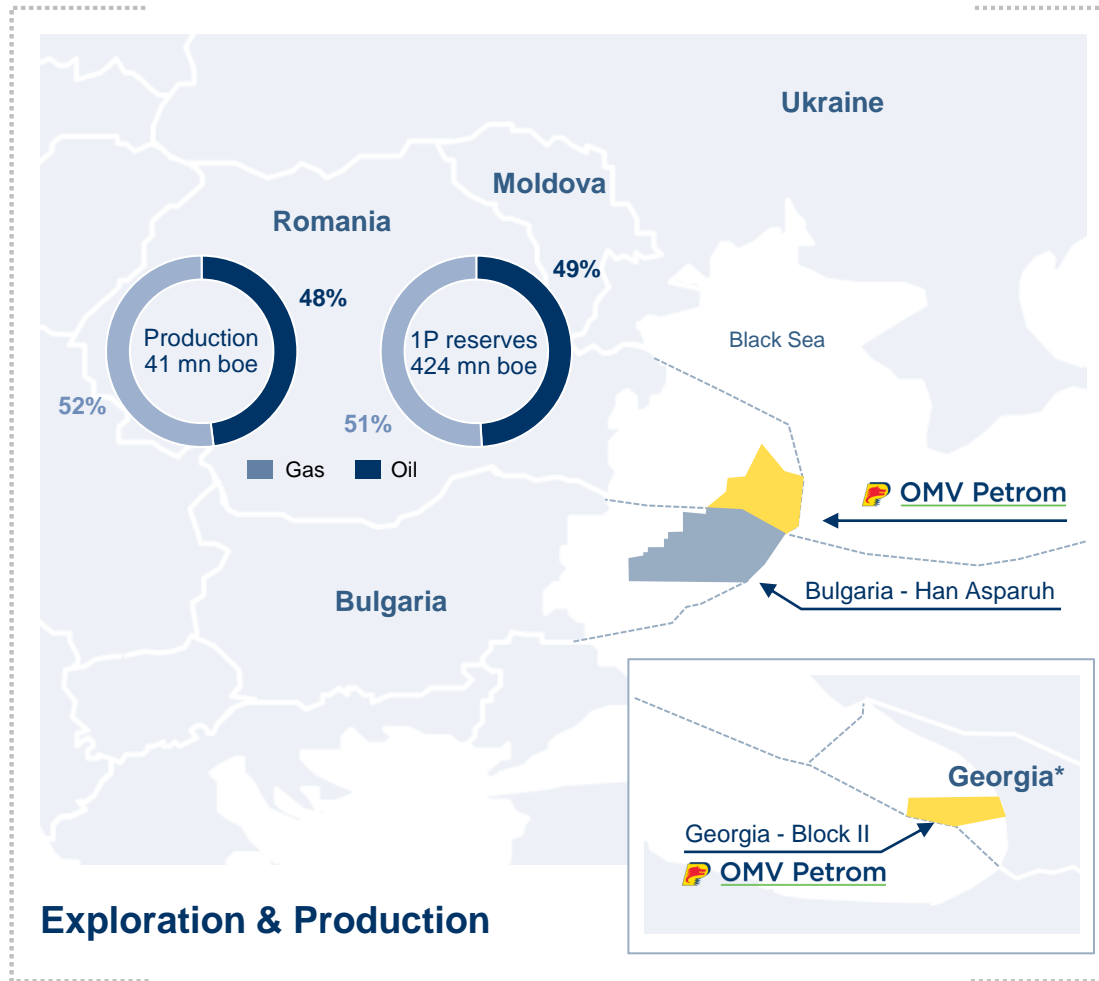 Ukraine
Moldova
Romania
49%
48%
Production
41 mn boe
1P reserves
424 mn boe
Black Sea
52%
51%
Gas
Oil
OMV Petrom
Bulgaria - Han Asparuh
Bulgaria
Georgia*
Georgia - Block II
OMV Petrom
Exploration & Production